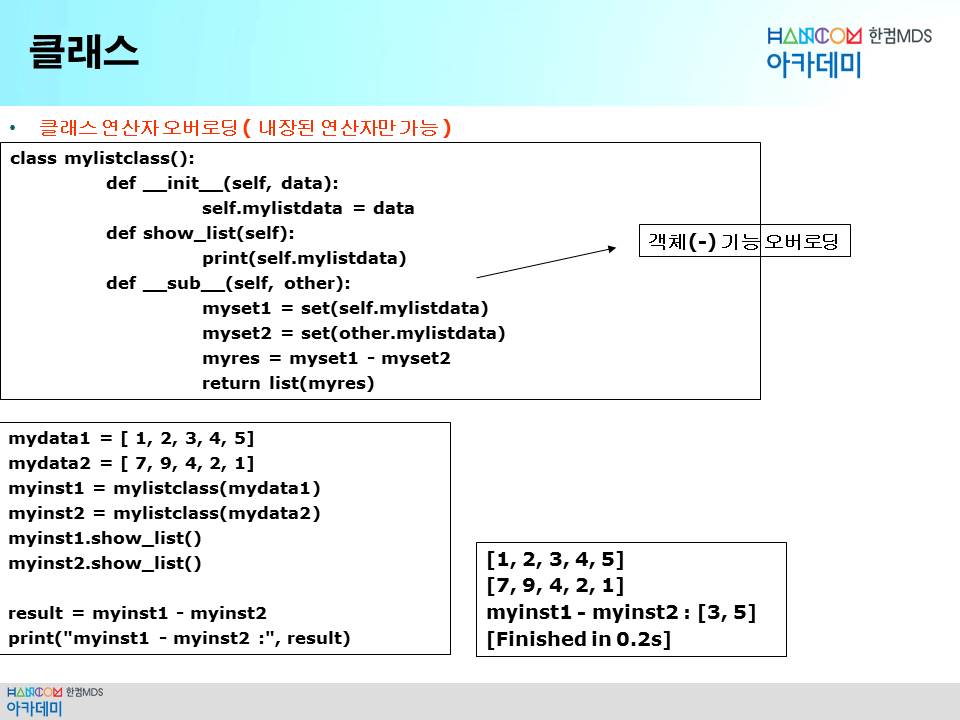 클래스
HANCOM 한컴MDS
아카데미
• 클래스 연산자 오버로딩 ( 내장된 연산자만 가능 )
class mylistclass():
def __init__(self, data):
self.mylistdata = data
def show_list(self):
print(self.mylistdata)
def __sub__(self, other):
myset1 = set(self.mylistdata)
myset2 = set(other.mylistdata)
myres = myset1 - myset2
return list(myres)
객체(-) 기능 오버로딩
mydata1 = [ 1, 2, 3, 4, 5]
mydata2 = [ 7, 9, 4, 2, 1]
myinst1 = mylistclass(mydata1)
myinst2 = mylistclass(mydata2)
myinst1.show_list()
myinst2.show_list()
result = myinst1 - myinst2
print("myinst1 - myinst2 :", result)
[1, 2, 3, 4, 5]
[7, 9, 4, 2, 1]
myinst1 - myinst2 : [3, 5]
[Finished in 0.2s]
HANCOM 한컴MDS
아카데미